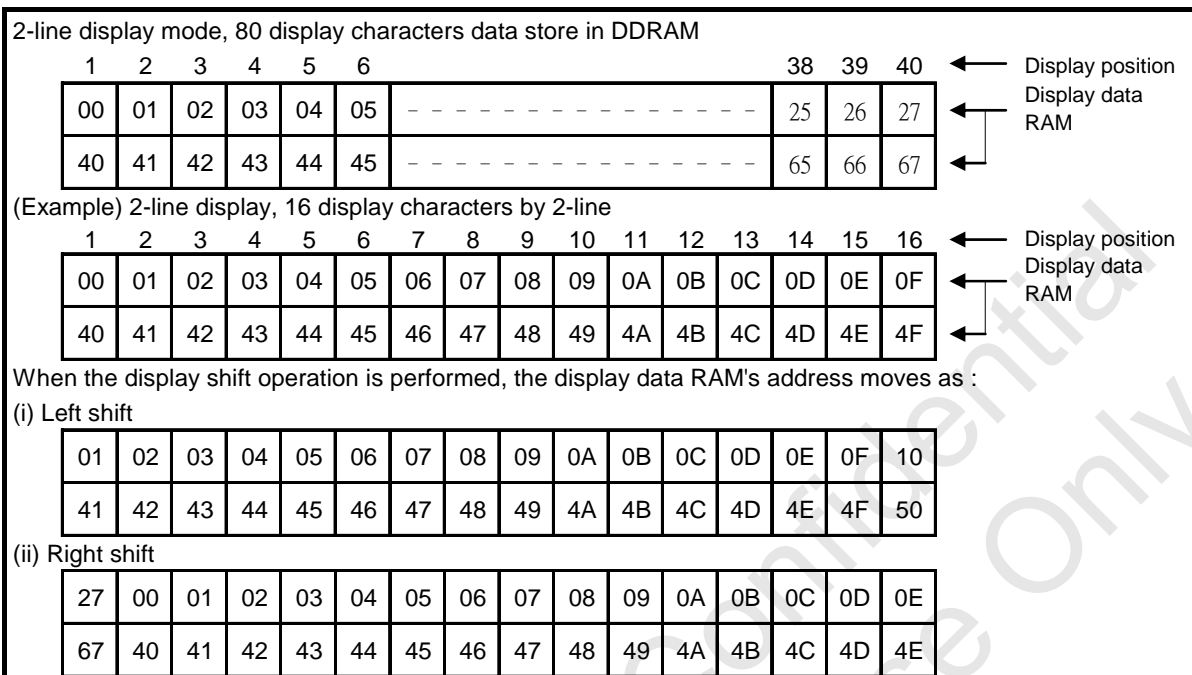 2-line display mode, 80 display characters data store in DDRAM
1 2 3 4 5 6 38 39 40 Display position
00 01 02 03 04 05 - - - - - - - - - - - - - - - 25 26 27 Display data RAM
40 41 42 43 44 45 - - - - - - - - - - - - - - - 65 66 67
(Example) 2-line display, 16 display characters by 2-line
1 2 3 4 5 6 7 8 9 10 11 12 13 14 15 16 Display position
00 01 02 03 04 05 06 07 08 09 0A 0B 0C 0D 0E 0F Display data RAM
40 41 42 43 44 45 46 47 48 49 4A 4B 4C 4D 4E 4F
When the display shift operation is performed, the display data RAM's address moves as :
(i) Left shift
01 02 03 04 05 06 07 08 09 0A 0B 0C 0D 0E 0F 10
41 42 43 44 45 46 47 48 49 4A 4B 4C 4D 4E 4F 50
(ii) Right shift
27 00 01 02 03 04 05 06 07 08 09 0A 0B 0C 0D 0E
67 40 41 42 43 44 45 46 47 48 49 4A 4B 4C 4D 4E
Confidential
Only